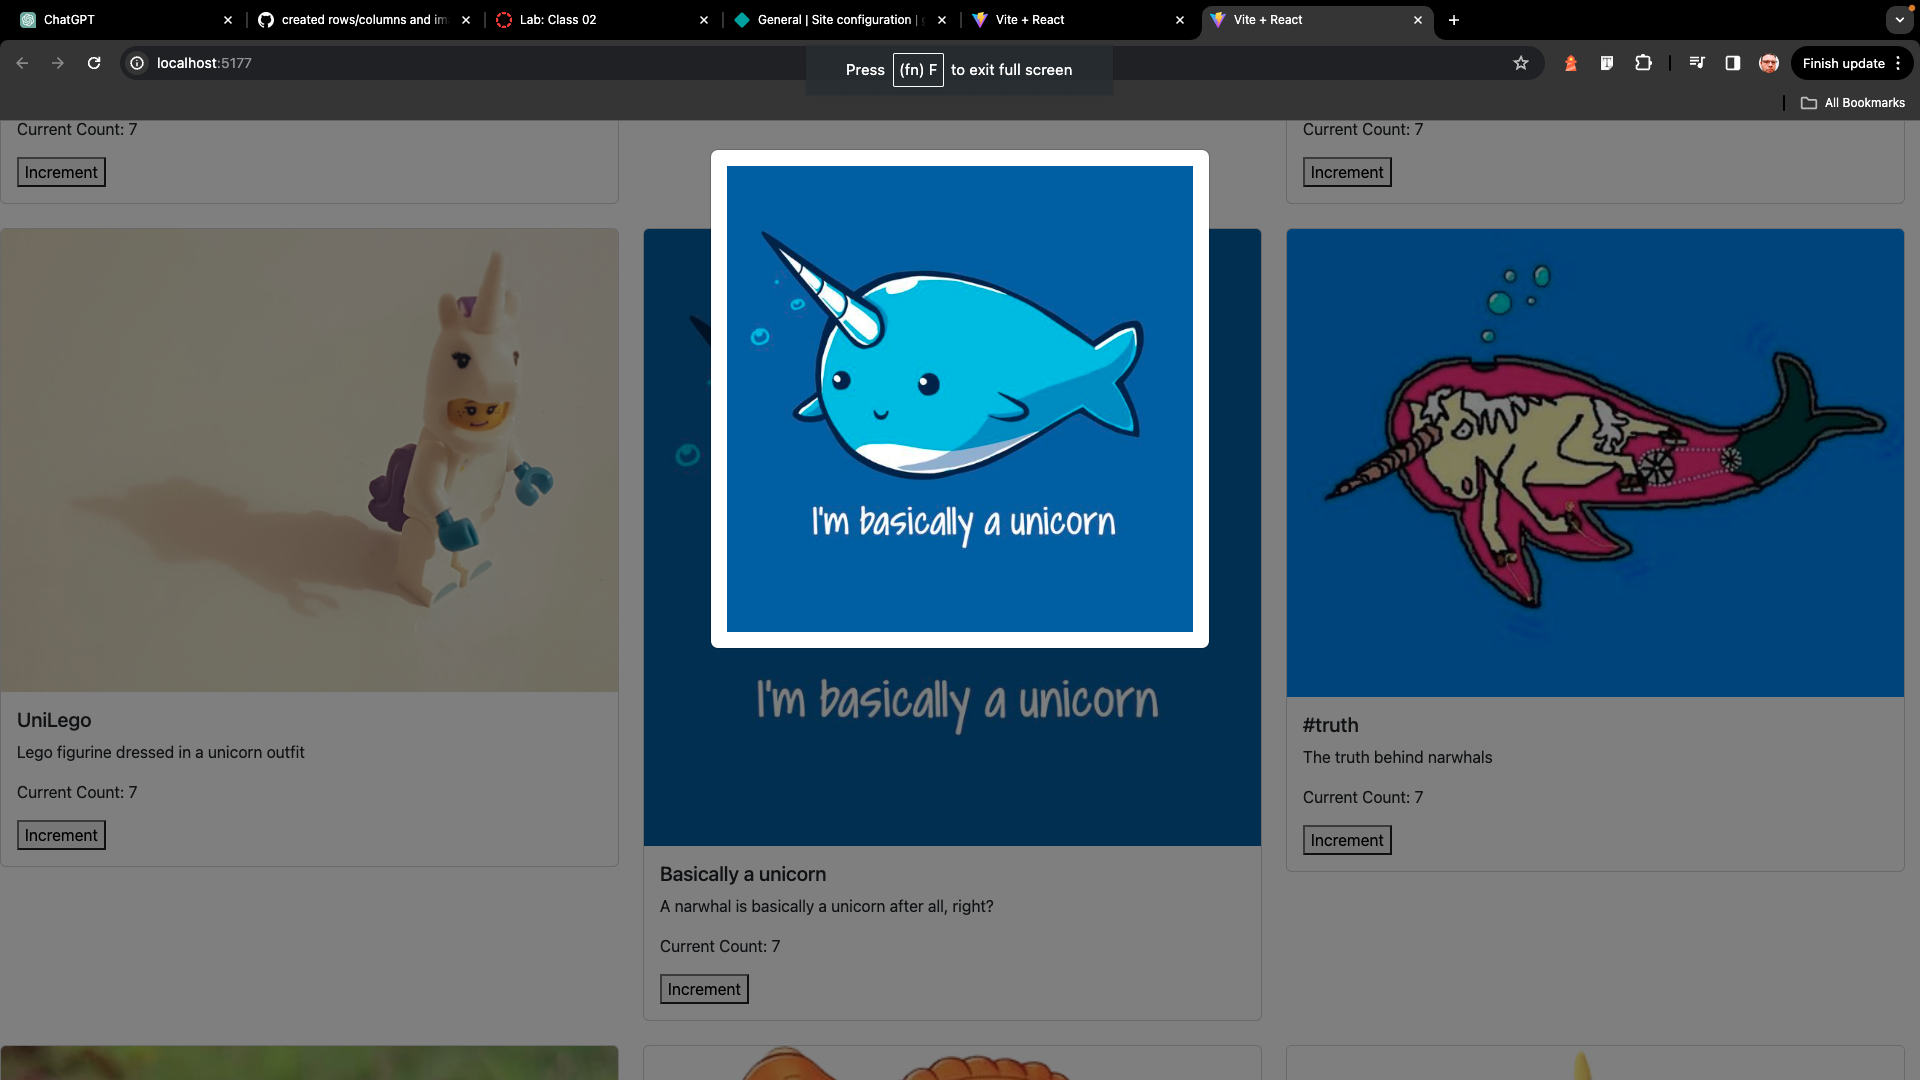 ChatGPT
created rows/columns and im
Lab: Class 02
General | Site configuration |
Vite + React
Vite + React
localhost:5177
Press (fn) F to exit full screen
Finish update
All Bookmarks
Current Count: 7
Increment
Current Count: 7
Increment
I'm basically a unicorn
UniLego
Lego figurine dressed in a unicorn outfit
Current Count: 7
Increment
I'm basically a unicorn
Basically a unicorn
A narwhal is basically a unicorn after all, right?
Current Count: 7
Increment
#truth
The truth behind narwhals
Current Count: 7
Increment